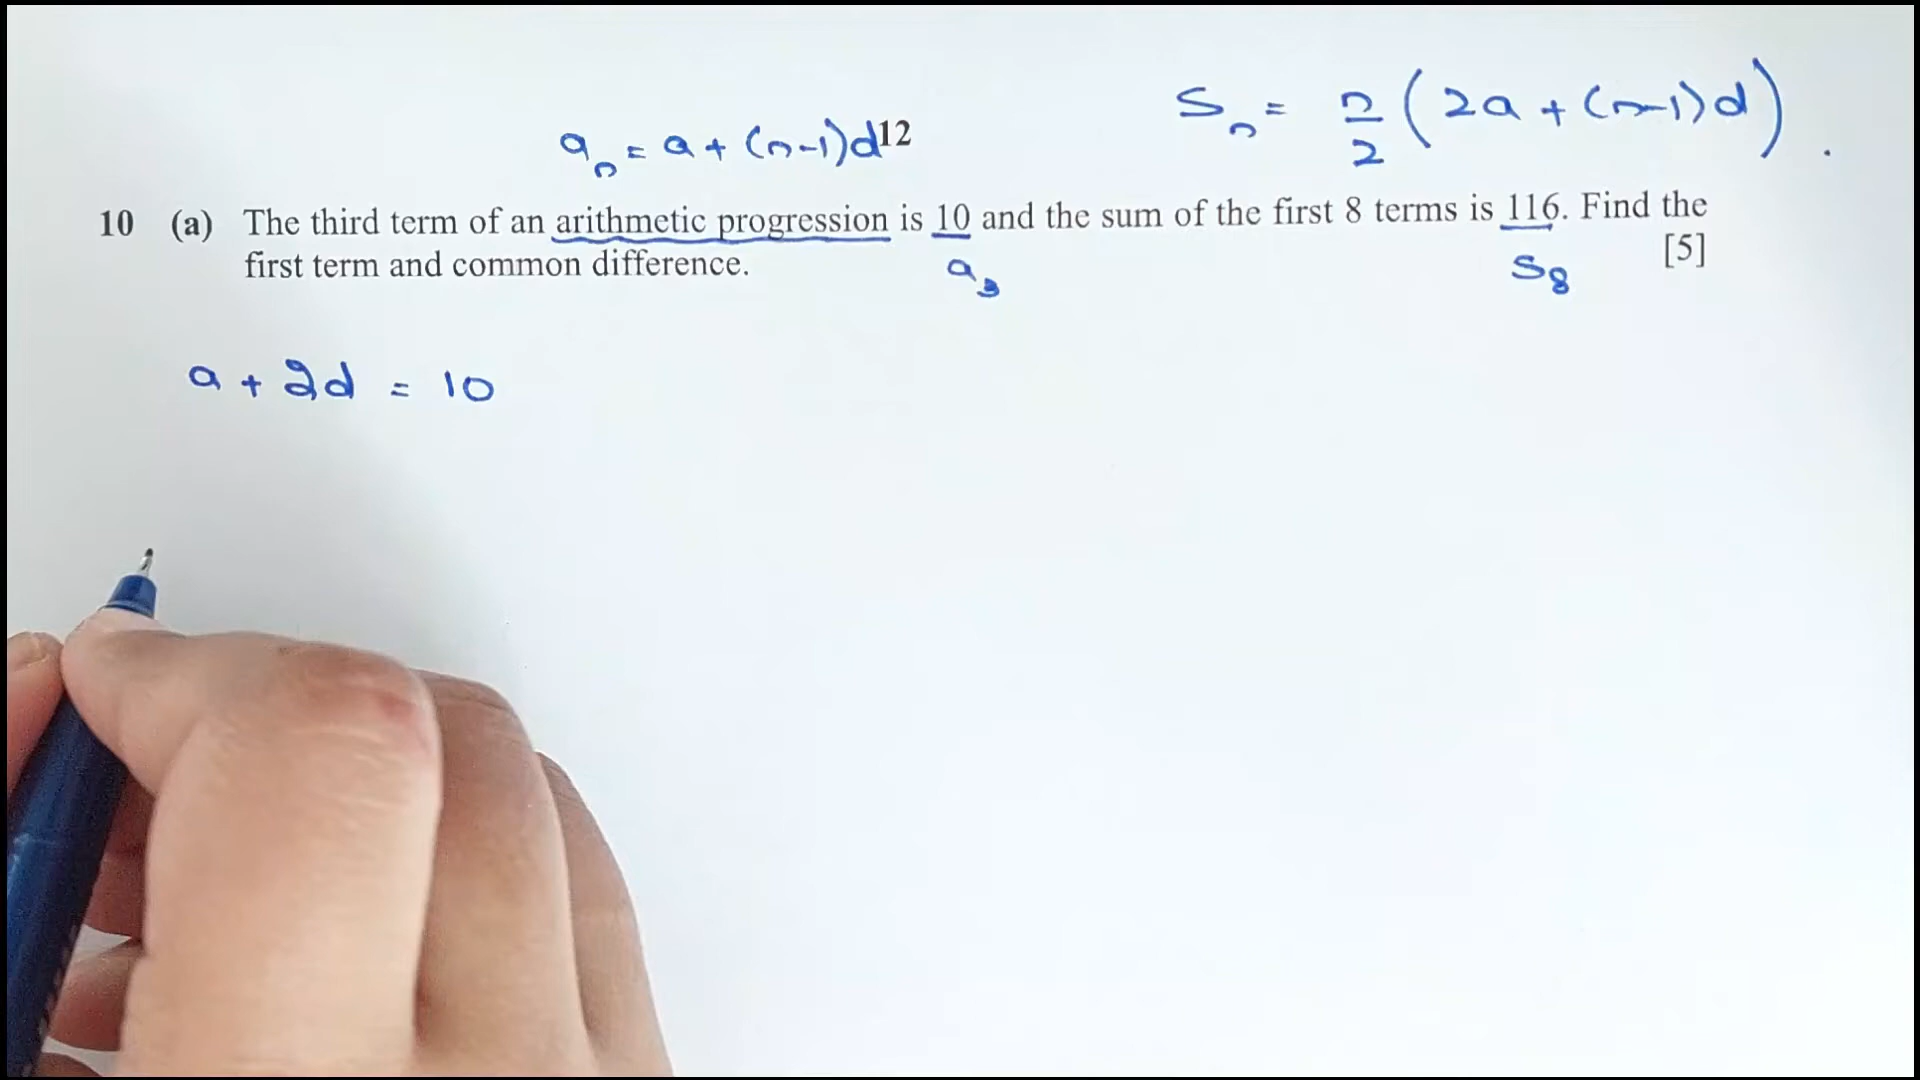 Sₙ = n/2 (2a + (n-1)d) .
aₙ = a + (n-1)d 12
10 (a) The third term of an arithmetic progression is 10 and the sum of the first 8 terms is 116. Find the
first term and common difference. [5]
a₃ S₈
a + 2d = 10